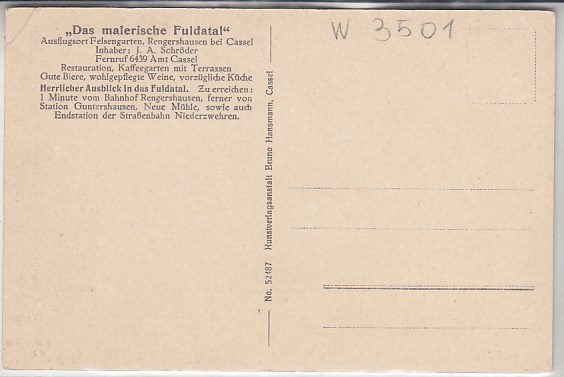 „Das malerische Fuldatal“
Ausflugsort Felsengarten, Rengershausen bei Cassel
Inhaber: J. A. Schröder
Fernruf 6439 Amt Cassel
Restauration, Kaffeegarten mit Terrassen
Gute Biere, wohlgepflegte Weine, vorzügliche Küche
Herrlicher Ausblick in das Fuldatal. Zu erreichen:
1 Minute vom Bahnhof Rengershausen, ferner von
Station Guntershausen, Neue Mühle, sowie auch
Endstation der Straßenbahn Niederzwehren.
W 3501
No. 52187 Kunstverlagsanstalt Bruno Hansmann, Cassel